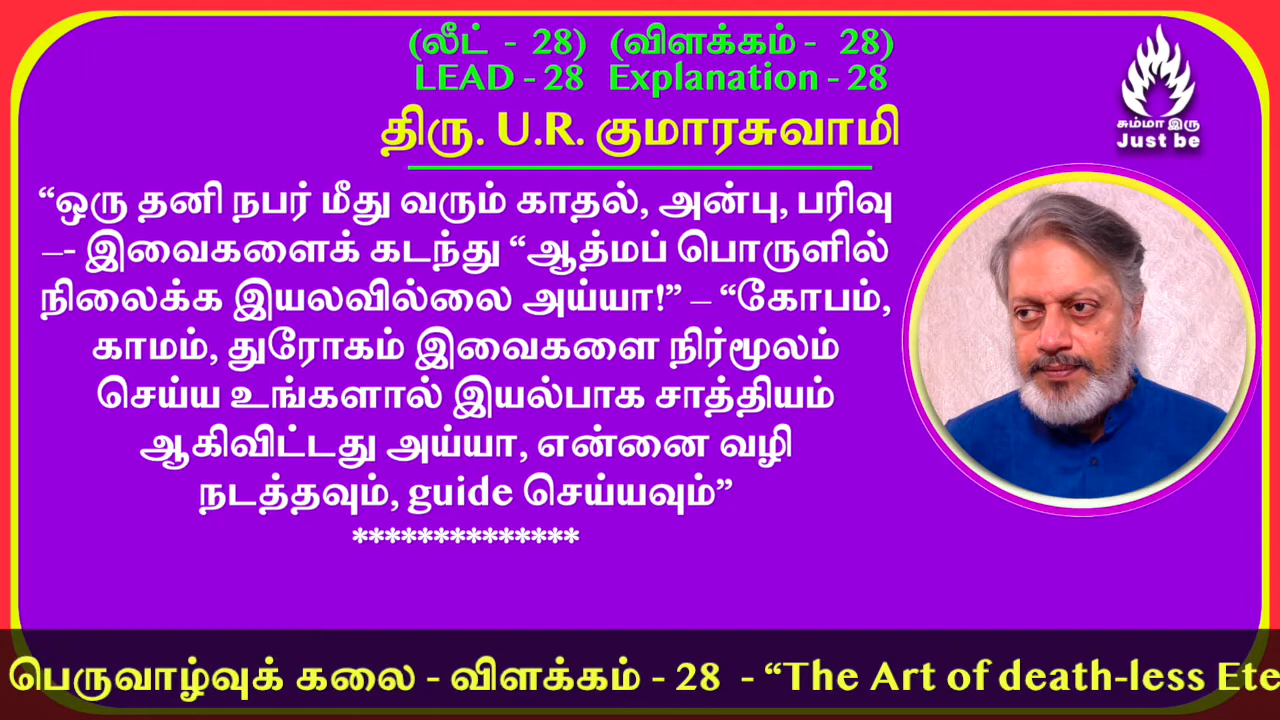 (லீட் - 28) (விளக்கம் - 28)
LEAD - 28 Explanation - 28
திரு. U.R. குமாரசுவாமி
சும்மா இரு
Just be
“ஒரு தனி நபர் மீது வரும் காதல், அன்பு, பரிவு
–- இவைகளைக் கடந்து “ஆத்மப் பொருளில்
நிலைக்க இயலவில்லை அய்யா!” – “கோபம்,
காமம், துரோகம் இவைகளை நிர்மூலம்
செய்ய உங்களால் இயல்பாக சாத்தியம்
ஆகிவிட்டது அய்யா, என்னை வழி
நடத்தவும், guide செய்யவும்”
**************
பெருவாழ்வுக் கலை - விளக்கம் - 28 - “The Art of death-less Ete